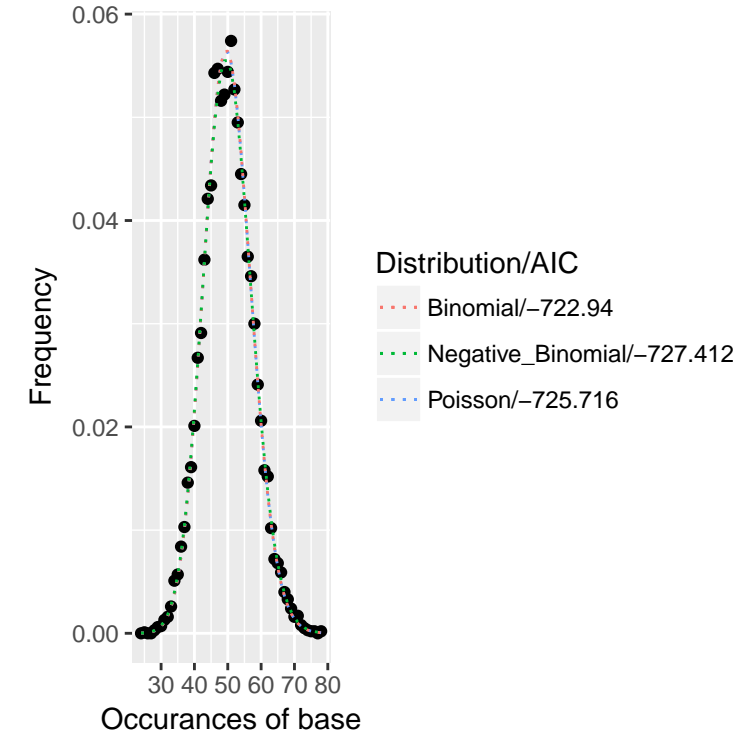 0.06
0.04
0.02
0.00
Frequency
30 40 50 60 70 80
Occurances of base
Distribution/AIC
Binomial/−722.94
Negative_Binomial/−727.412
Poisson/−725.716